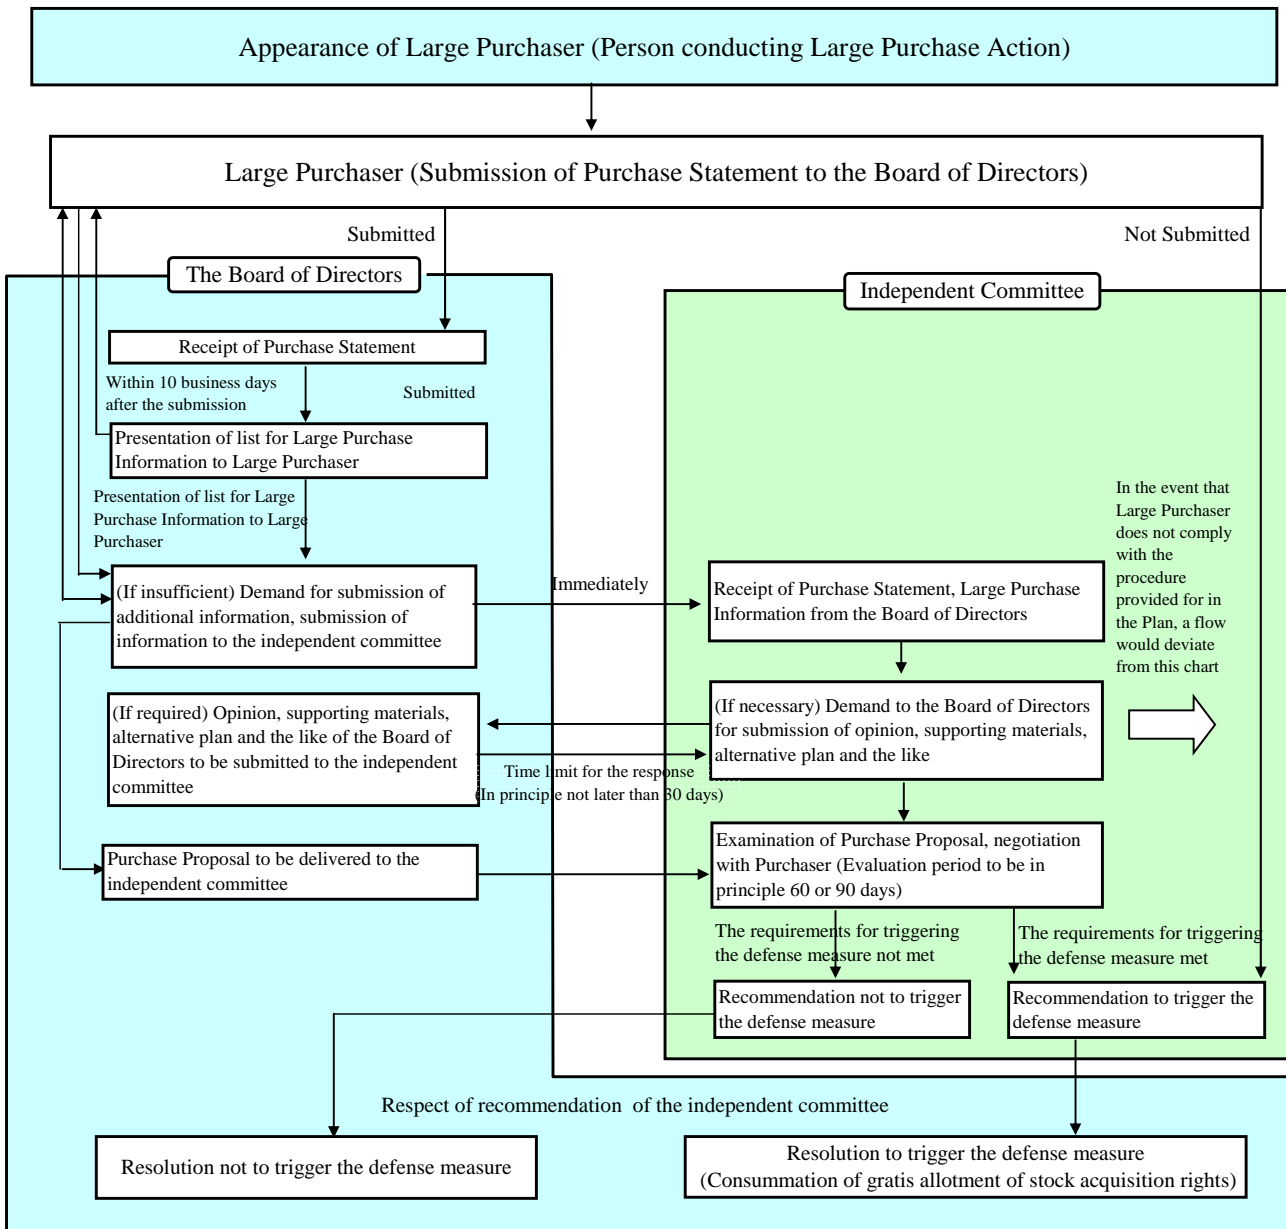 Appearance of Large Purchaser (Person conducting Large Purchase Action)
Large Purchaser (Submission of Purchase Statement to the Board of Directors)
Submitted
Not Submitted
The Board of Directors
Independent Committee
Receipt of Purchase Statement
Within 10 business days
after the submission
Submitted
Presentation of list for Large Purchase
Information to Large Purchaser
Presentation of list for Large
Purchase Information to Large
Purchaser
In the event that
Large Purchaser
does not comply
with the
procedure
provided for in
the Plan, a flow
would deviate
from this chart
(If insufficient) Demand for submission of
additional information, submission of
information to the independent committee
Immediately
Receipt of Purchase Statement, Large Purchase
Information from the Board of Directors
(If required) Opinion, supporting materials,
alternative plan and the like of the Board of
Directors to be submitted to the independent
committee
(If necessary) Demand to the Board of Directors
for submission of opinion, supporting materials,
alternative plan and the like
Time limit for the response
(In principle not later than 30 days)
Purchase Proposal to be delivered to the
independent committee
Examination of Purchase Proposal, negotiation
with Purchaser (Evaluation period to be in
principle 60 or 90 days)
The requirements for triggering
the defense measure not met
The requirements for triggering
the defense measure met
Recommendation not to trigger
the defense measure
Recommendation to trigger the
defense measure
Respect of recommendation of the independent committee
Resolution not to trigger the defense measure
Resolution to trigger the defense measure
(Consummation of gratis allotment of stock acquisition rights)